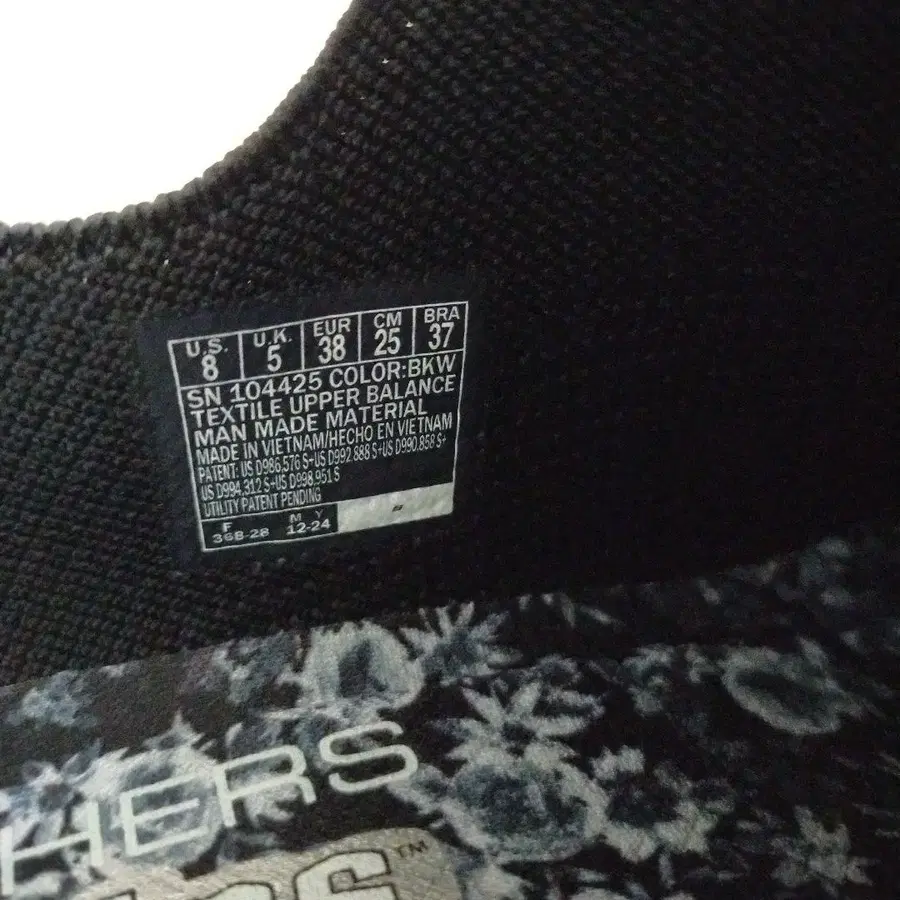 U.S. U.K. EUR CM BRA
8 5 38 25 37
SN 104425 COLOR:BKW
TEXTILE UPPER BALANCE
MAN MADE MATERIAL
MADE IN VIETNAM/HECHO EN VIETNAM
PATENT: US D986,576 S+US D992,888 S+US D990,858 S+
US D994,312 S+US D998,951 S
UTILITY PATENT PENDING
F M Y
36B-28 12-24
HERS
TM